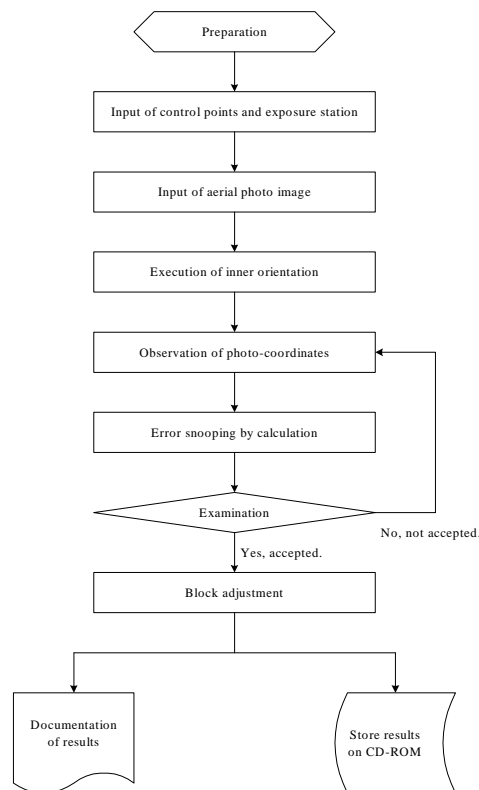 Preparation
Input of control points and exposure station
Input of aerial photo image
Execution of inner orientation
Observation of photo-coordinates
Error snooping by calculation
Examination
No, not accepted.
Yes, accepted.
Block adjustment
Documentation
of results
Store results
on CD-ROM